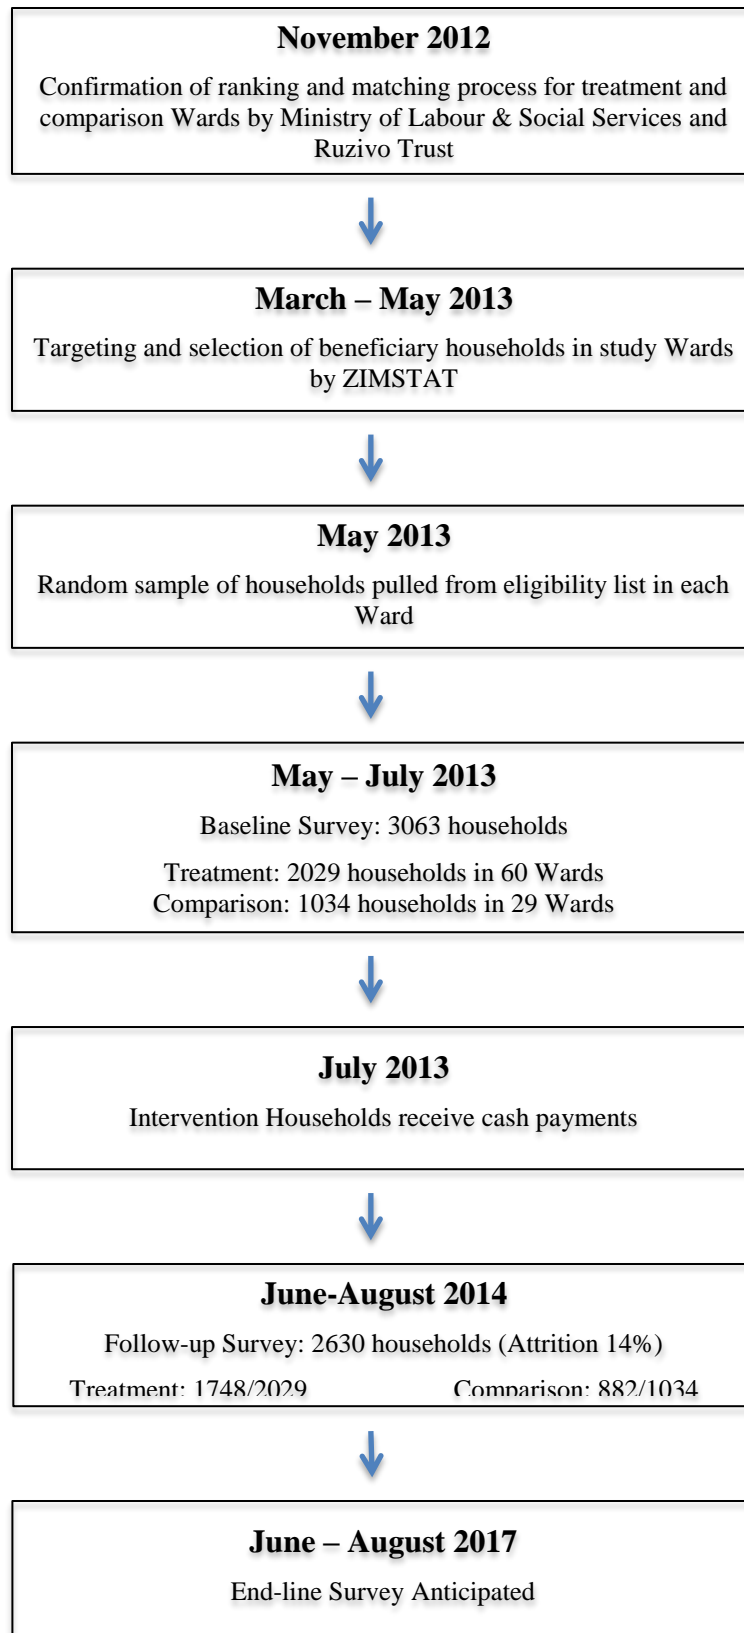 November 2012
Confirmation of ranking and matching process for treatment and
comparison Wards by Ministry of Labour & Social Services and
Ruzivo Trust
March – May 2013
Targeting and selection of beneficiary households in study Wards
by ZIMSTAT
May 2013
Random sample of households pulled from eligibility list in each
Ward
May – July 2013
Baseline Survey: 3063 households
Treatment: 2029 households in 60 Wards
Comparison: 1034 households in 29 Wards
July 2013
Intervention Households receive cash payments
June-August 2014
Follow-up Survey: 2630 households (Attrition 14%)
Treatment: 1748/2029 Comparison: 882/1034
June – August 2017
End-line Survey Anticipated